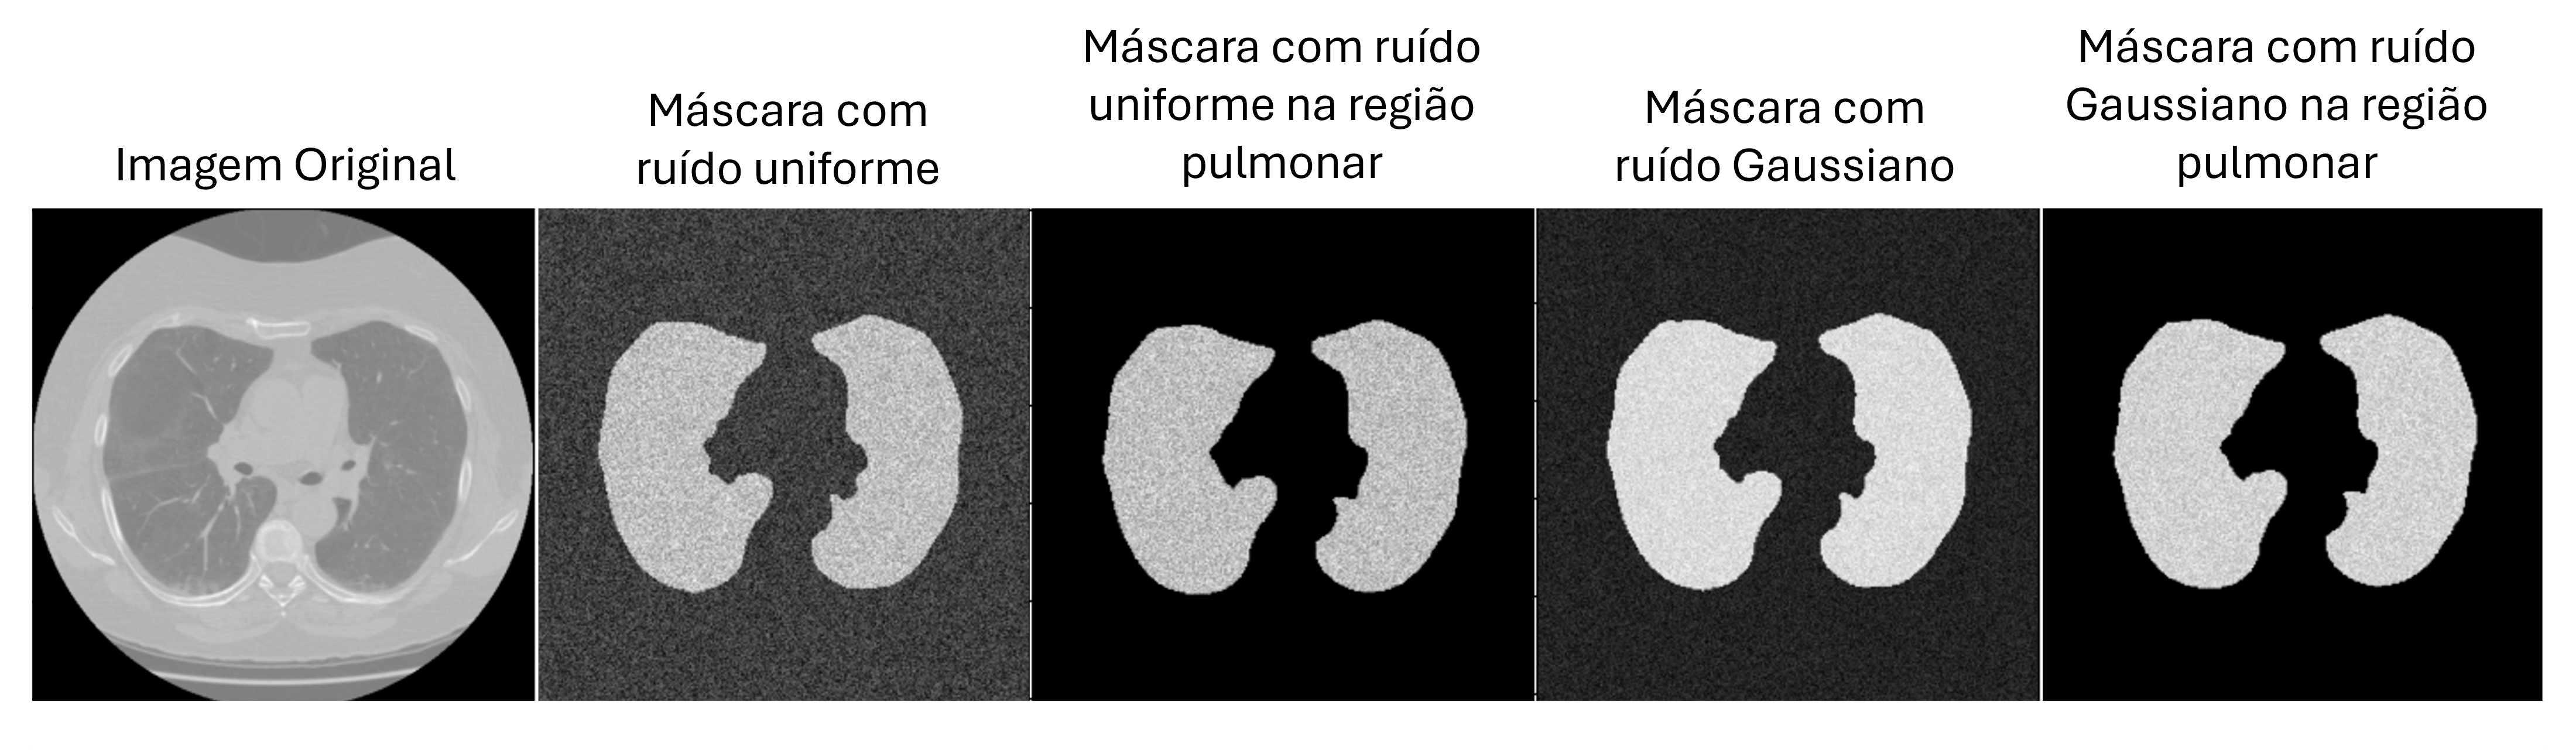 Imagem Original
Máscara com
ruído uniforme
Máscara com ruído
uniforme na região
pulmonar
Máscara com
ruído Gaussiano
Máscara com ruído
Gaussiano na região
pulmonar